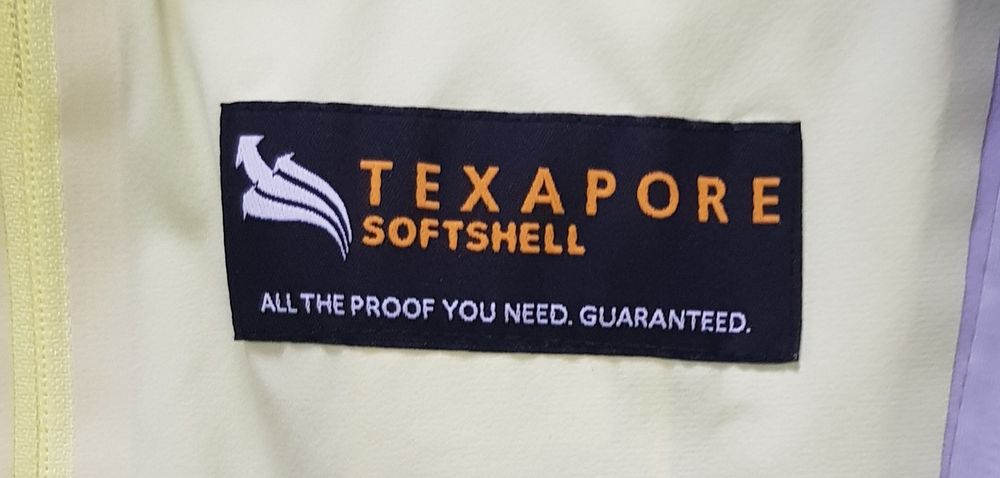 TEXAPORE
SOFTSHELL
ALL THE PROOF YOU NEED. GUARANTEED.